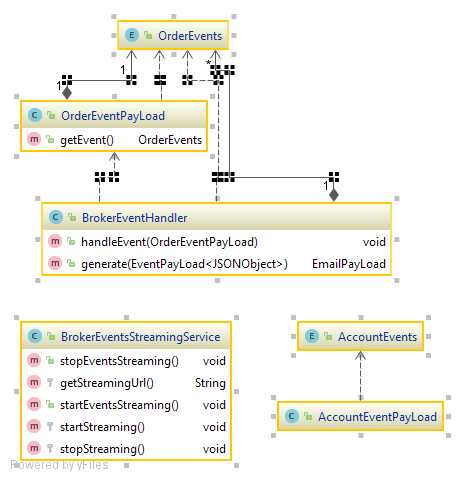 E OrderEvents
*
1
1
C OrderEventPayLoad
m getEvent() OrderEvents
1
C BrokerEventHandler
m handleEvent(OrderEventPayLoad) void
m generate(EventPayLoad<JSONObject>) EmailPayLoad
C BrokerEventsStreamingService
m stopEventsStreaming() void
m getStreamingUrl() String
m startEventsStreaming() void
m startStreaming() void
m stopStreaming() void
E AccountEvents
C AccountEventPayLoad
Powered by yFiles